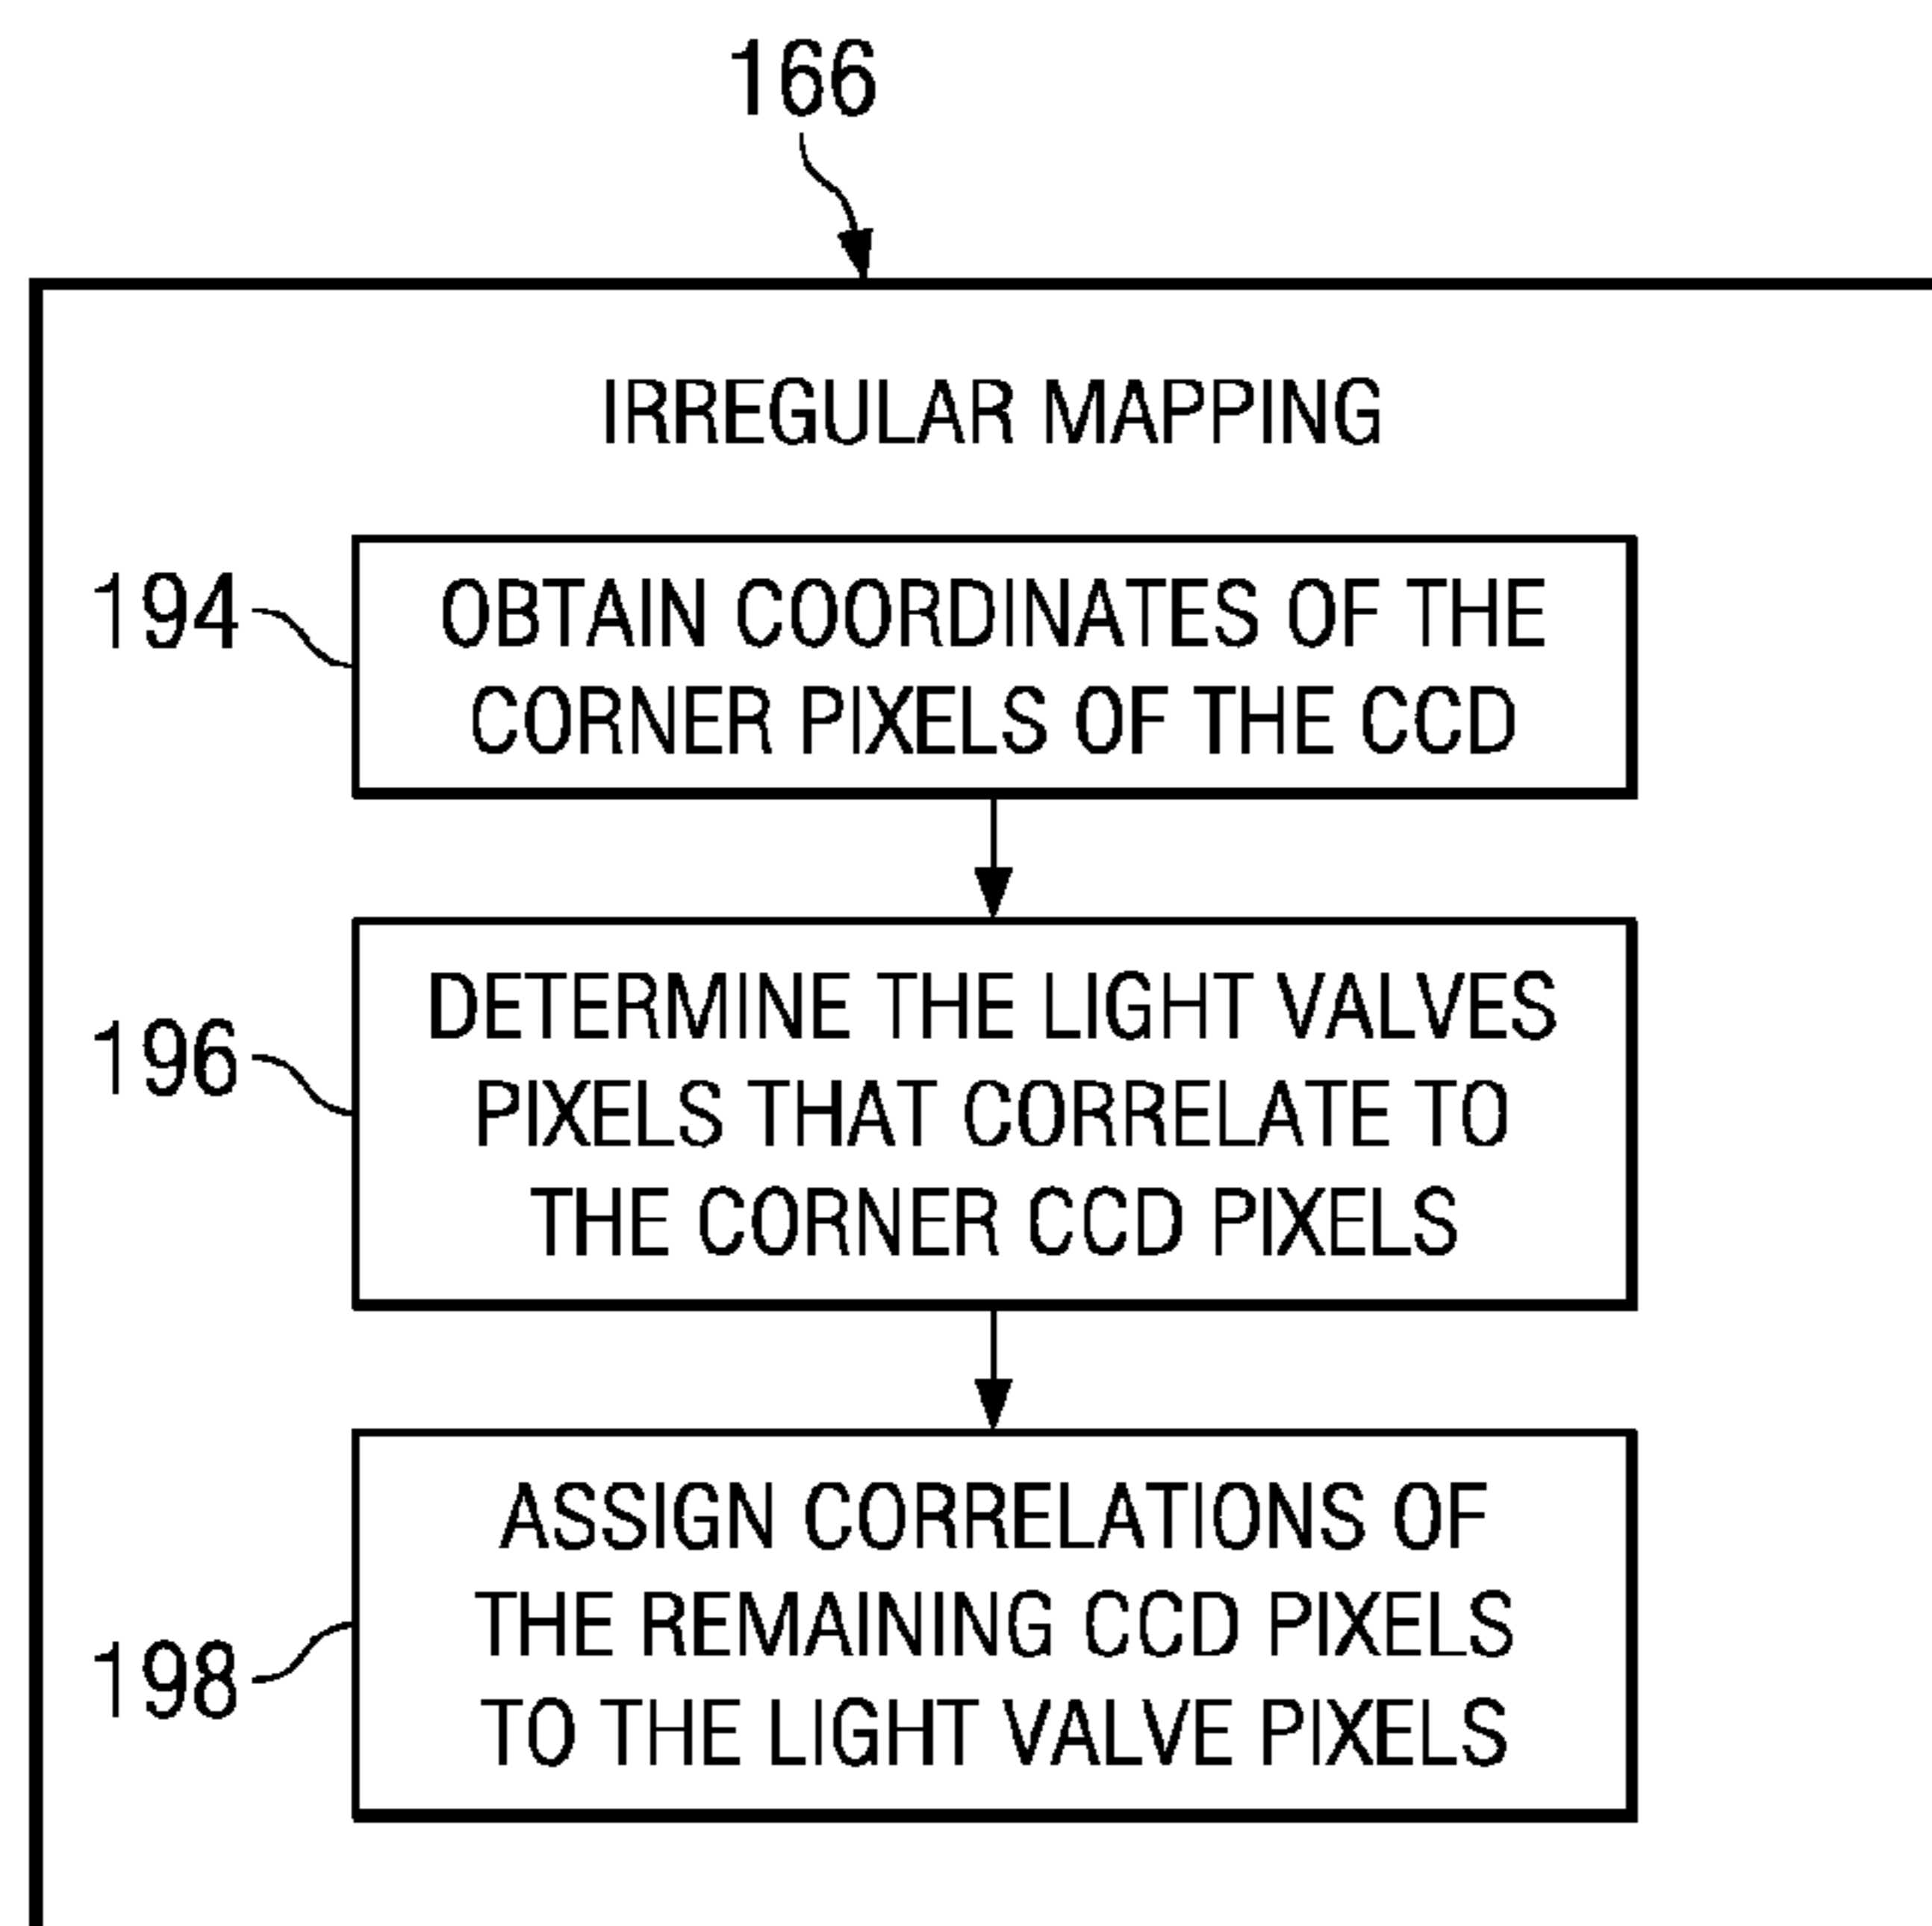 166
IRREGULAR MAPPING
194
OBTAIN COORDINATES OF THE
CORNER PIXELS OF THE CCD
196
DETERMINE THE LIGHT VALVES
PIXELS THAT CORRELATE TO
THE CORNER CCD PIXELS
198
ASSIGN CORRELATIONS OF
THE REMAINING CCD PIXELS
TO THE LIGHT VALVE PIXELS